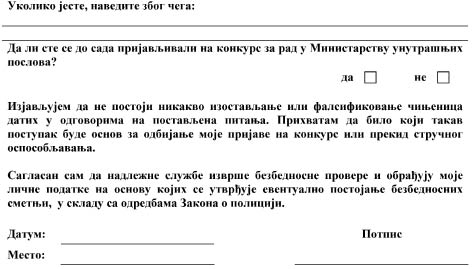 Уколико јесте, наведите због чега:
Да ли сте се до сада пријављивали на конкурс за рад у Министарству унутрашњих
послова?
да не
Изјављујем да не постоји никакво изостављање или фалсификовање чињеница
датих у одговорима на постављена питања. Прихватам да било који такав
поступак буде основ за одбијање моје пријаве на конкурс или прекид стручног
оспособљавања.
Сагласан сам да надлежне службе изврше безбедносне провере и обрађују моје
личне податке на основу којих се утврђује евентуално постојање безбедносних
сметњи, у складу са одредбама Закона о полицији.
Датум: Потпис
Место: